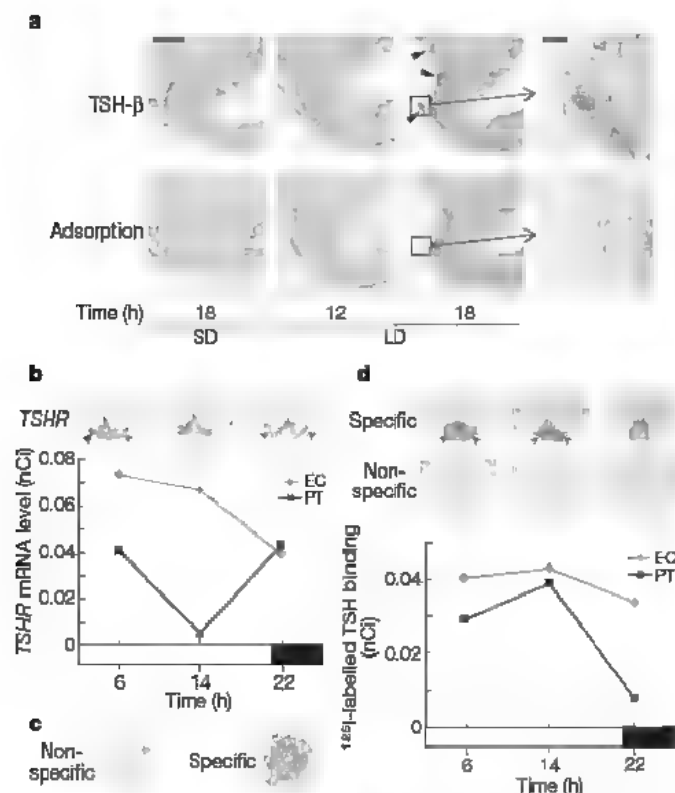 a
TSH-β
Adsorption
Time (h) 18 12 18
SD LD
b
TSHR
0.08
0.06
0.04
0.02
0
TSHR mRNA level (nCi)
EC
PT
6 14 22
Time (h)
c
Non-
specific
Specific
d
Specific
Non-
specific
0.04
0.02
0
¹²⁵I-labelled TSH binding
(nCi)
EC
PT
6 14 22
Time (h)